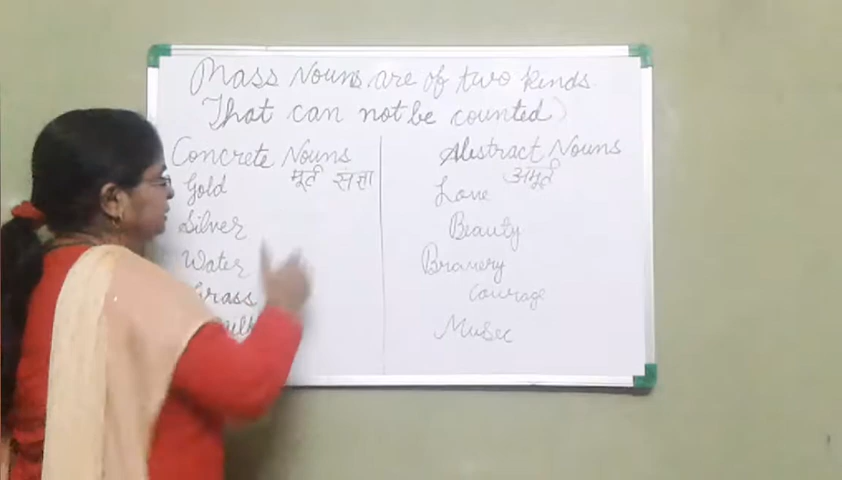 Mass Nouns are of two kinds.
That can not be counted)
Concrete Nouns
मूर्त संज्ञा
Gold
Silver
Water
Grass
Abstract Nouns
अमूर्त
Love
Beauty
Bravery
Courage
Music